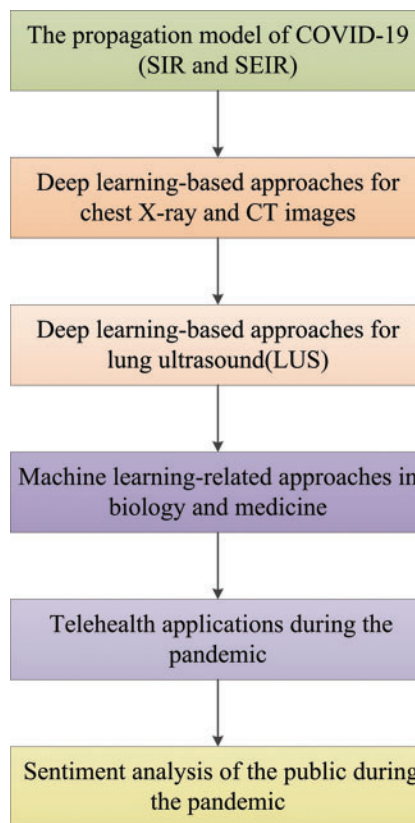 The propagation model of COVID-19
(SIR and SEIR)
Deep learning-based approaches for
chest X-ray and CT images
Deep learning-based approaches for
lung ultrasound(LUS)
Machine learning-related approaches in
biology and medicine
Telehealth applications during the
pandemic
Sentiment analysis of the public during
the pandemic